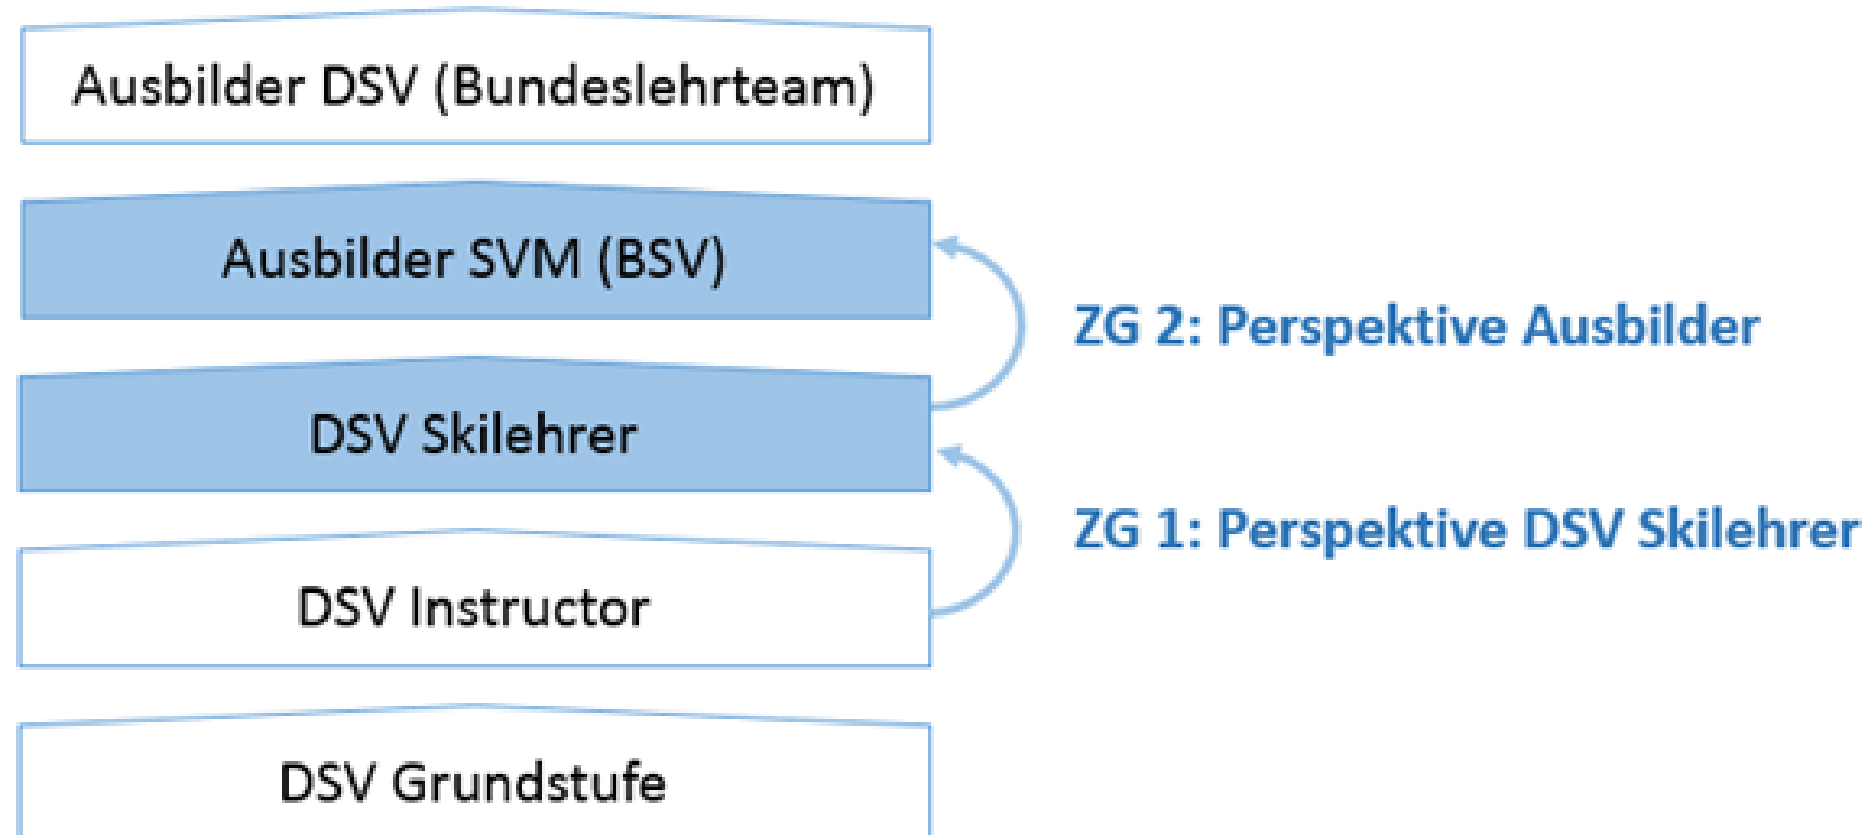 Ausbilder DSV (Bundeslehrteam)
Ausbilder SVM (BSV)
ZG 2: Perspektive Ausbilder
DSV Skilehrer
ZG 1: Perspektive DSV Skilehrer
DSV Instructor
DSV Grundstufe